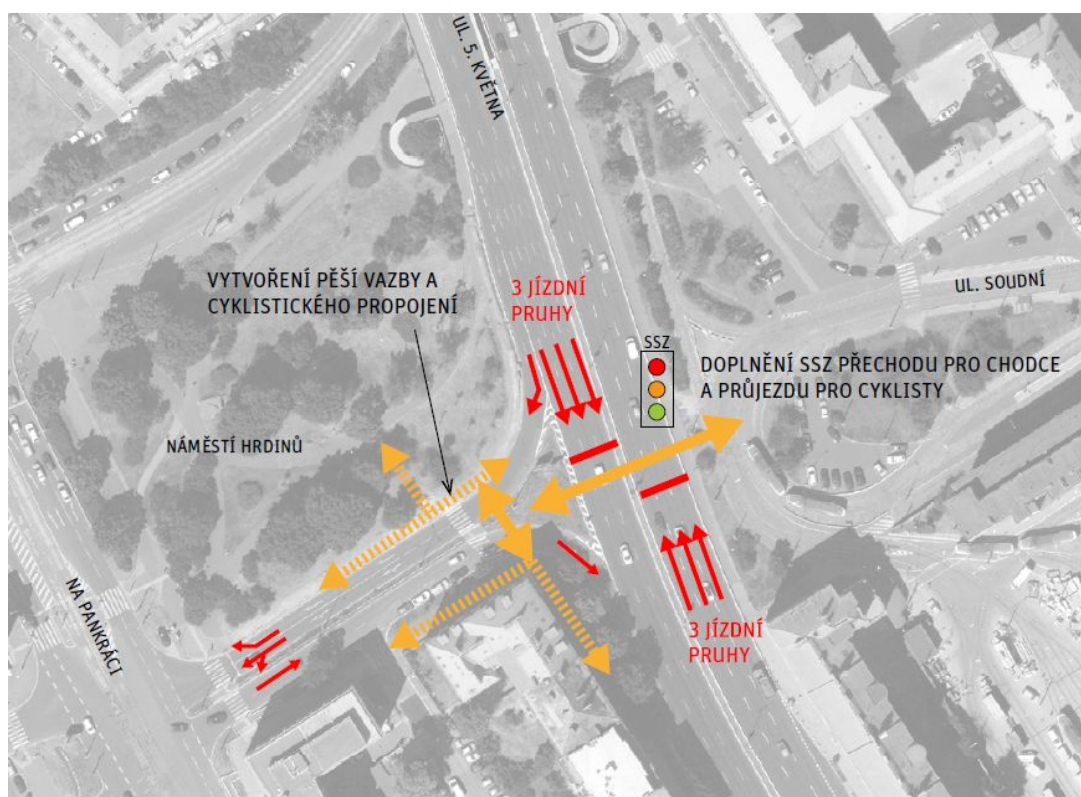 UL. 5. KVĚTNA
VYTVOŘENÍ PĚŠÍ VAZBY A
CYKLISTICKÉHO PROPOJENÍ
3 JÍZDNÍ
PRUHY
UL. SOUDNÍ
SSZ
DOPLNĚNÍ SSZ PŘECHODU PRO CHODCE
A PRŮJEZDU PRO CYKLISTY
NÁMĚSTÍ HRDINŮ
NA PANKRÁCI
3 JÍZDNÍ
PRUHY